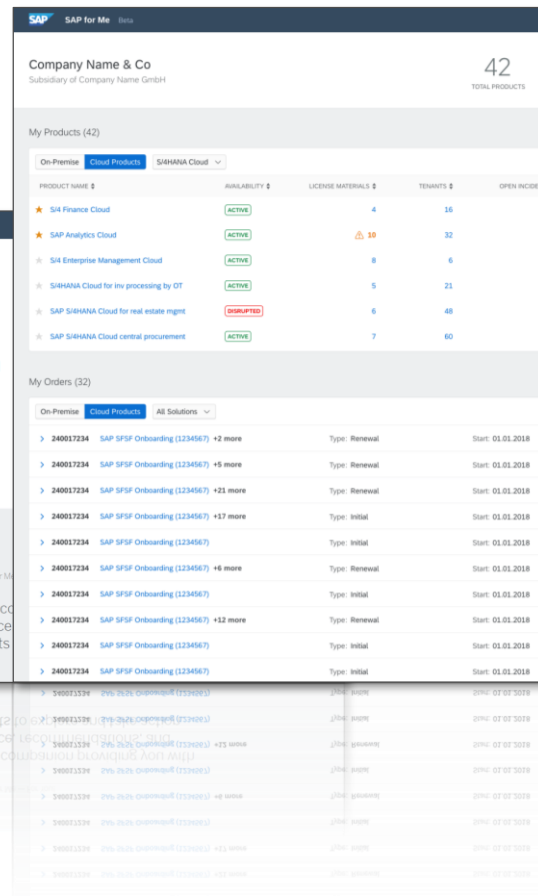 SAP SAP for Me Beta
Company Name & Co
Subsidiary of Company Name GmbH
42
TOTAL PRODUCTS
My Products (42)
On-Premise Cloud Products S/4HANA Cloud
PRODUCT NAME AVAILABILITY LICENSE MATERIALS TENANTS OPEN INCIDE
S/4 Finance Cloud ACTIVE 4 16
SAP Analytics Cloud ACTIVE 10 32
S/4 Enterprise Management Cloud ACTIVE 8 6
S/4HANA Cloud for inv processing by OT ACTIVE 5 21
SAP S/4HANA Cloud for real estate mgmt DISRUPTED 6 48
SAP S/4HANA Cloud central procurement ACTIVE 7 60
My Orders (32)
On-Premise Cloud Products All Solutions
240017234 SAP SFSF Onboarding (1234567) +2 more Type: Renewal Start: 01.01.2018
240017234 SAP SFSF Onboarding (1234567) +5 more Type: Renewal Start: 01.01.2018
240017234 SAP SFSF Onboarding (1234567) +21 more Type: Renewal Start: 01.01.2018
240017234 SAP SFSF Onboarding (1234567) +17 more Type: Initial Start: 01.01.2018
240017234 SAP SFSF Onboarding (1234567) Type: Initial Start: 01.01.2018
240017234 SAP SFSF Onboarding (1234567) +6 more Type: Renewal Start: 01.01.2018
240017234 SAP SFSF Onboarding (1234567) Type: Initial Start: 01.01.2018
240017234 SAP SFSF Onboarding (1234567) +12 more Type: Renewal Start: 01.01.2018
240017234 SAP SFSF Onboarding (1234567) Type: Initial Start: 01.01.2018
240017234 SAP SFSF Onboarding (1234567) Type: Initial Start: 01.01.2018